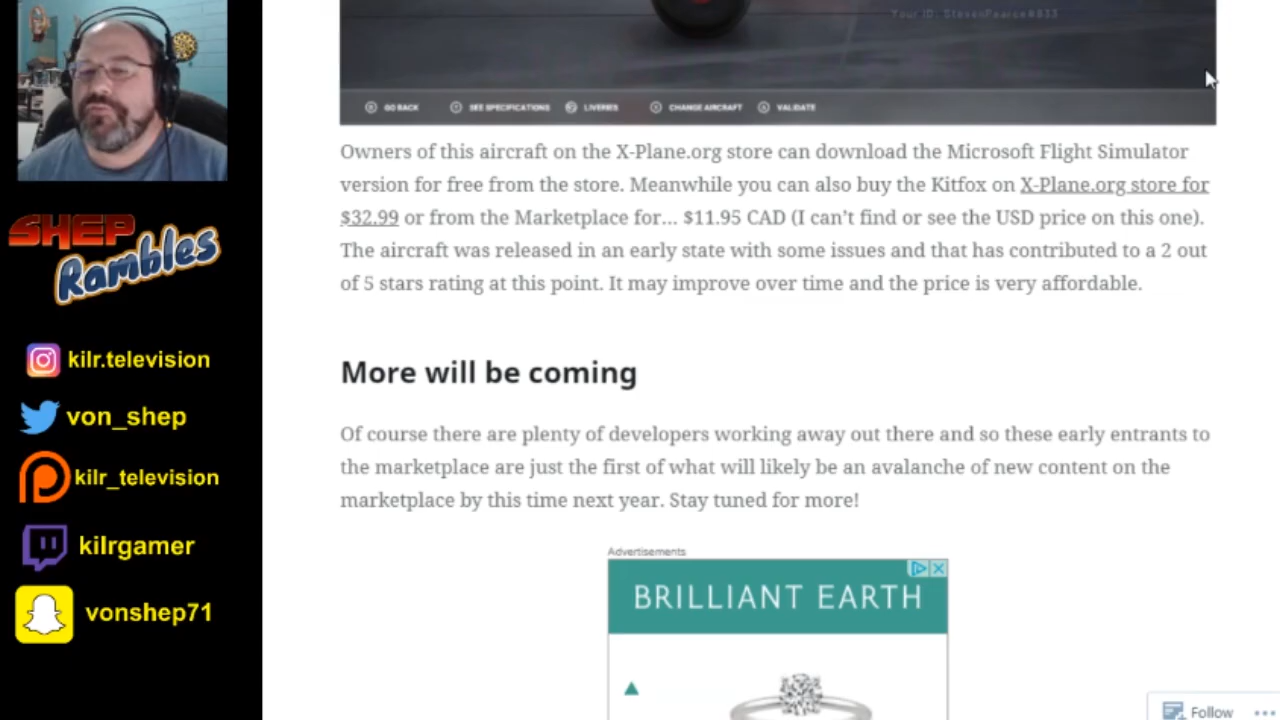 SHEP
Rambles
kilr.television
von_shep
kilr_television
kilrgamer
vonshep71
Your ID: StevenPearce#833
GO BACK
SEE SPECIFICATIONS
LIVERIES
CHANGE AIRCRAFT
VALIDATE
Owners of this aircraft on the X-Plane.org store can download the Microsoft Flight Simulator
version for free from the store. Meanwhile you can also buy the Kitfox on X-Plane.org store for
$32.99 or from the Marketplace for… $11.95 CAD (I can’t find or see the USD price on this one).
The aircraft was released in an early state with some issues and that has contributed to a 2 out
of 5 stars rating at this point. It may improve over time and the price is very affordable.
More will be coming
Of course there are plenty of developers working away out there and so these early entrants to
the marketplace are just the first of what will likely be an avalanche of new content on the
marketplace by this time next year. Stay tuned for more!
Advertisements
BRILLIANT EARTH
Follow